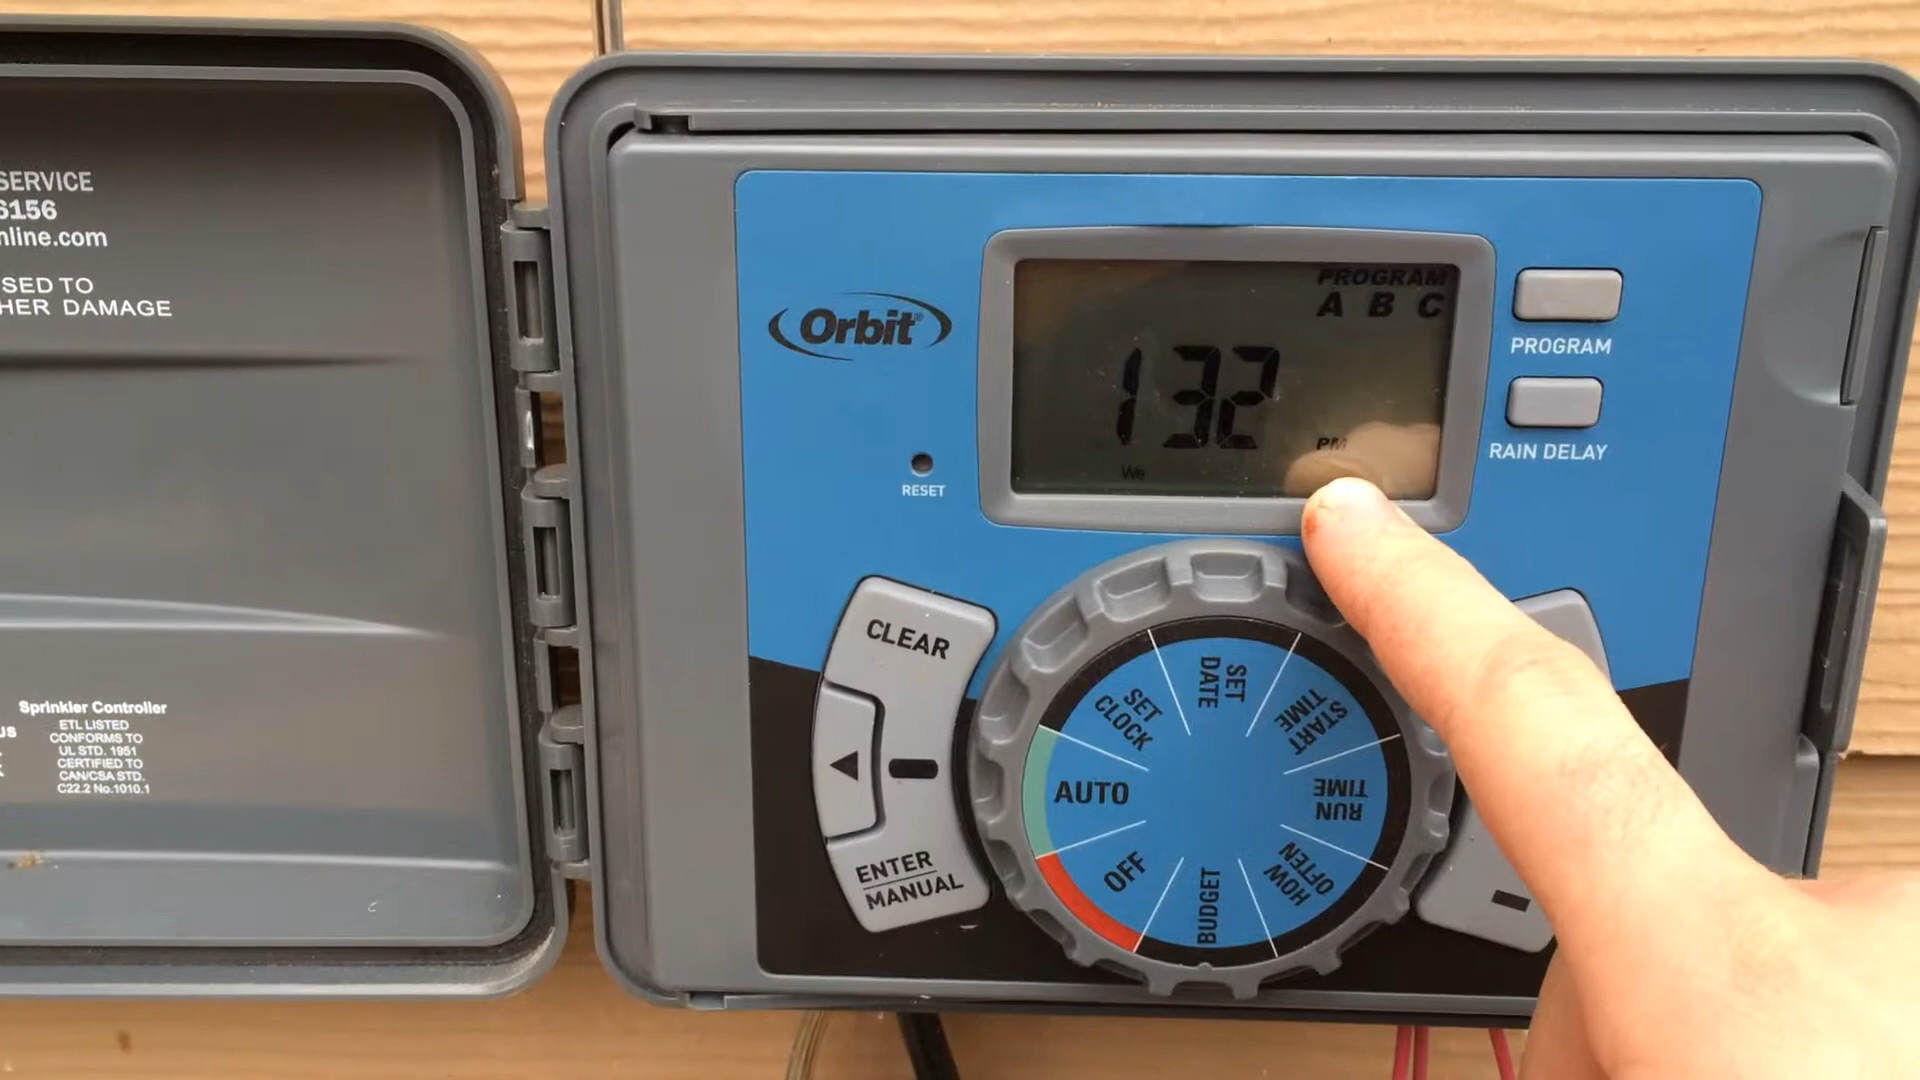 SERVICE
6156
nline.com
SED TO
HER DAMAGE
Sprinkler Controller
US
ETL LISTED
CONFORMS TO
UL STD. 1951
CERTIFIED TO
CAN/CSA STD.
C22.2 No.1010.1
Orbit®
RESET
PROGRAM
A B C
132
PM
We
PROGRAM
RAIN DELAY
CLEAR
ENTER
MANUAL
SET
CLOCK
SET
DATE
START
TIME
RUN
TIME
HOW
OFTEN
BUDGET
OFF
AUTO